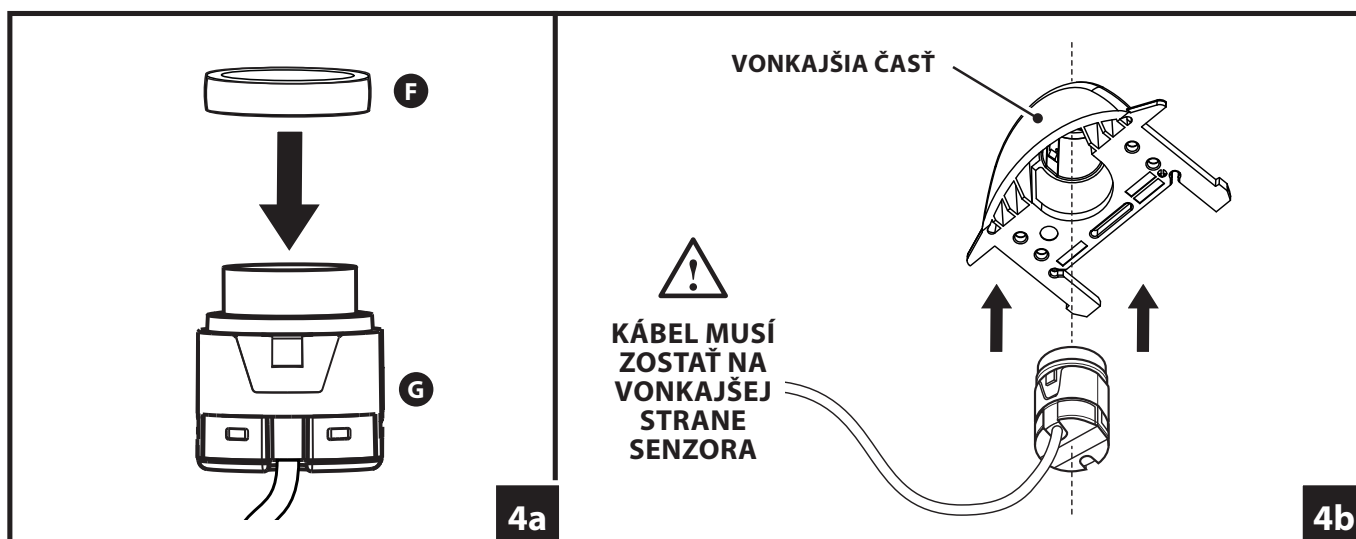 F
G
4a
VONKAJŠIA ČASŤ
KÁBEL MUSÍ
ZOSTAŤ NA
VONKAJŠEJ
STRANE
SENZORA
4b